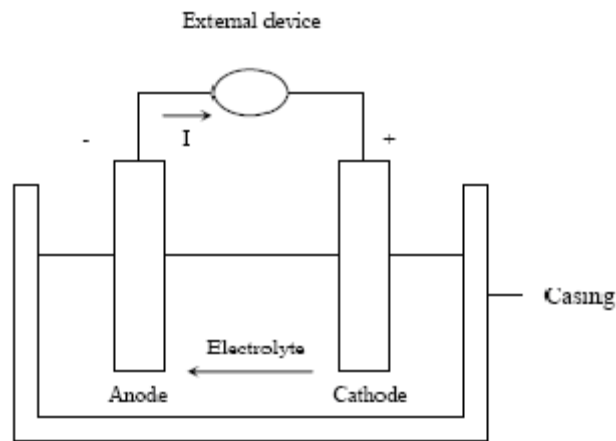 External device
- I +
Casing
Electrolyte
Anode Cathode